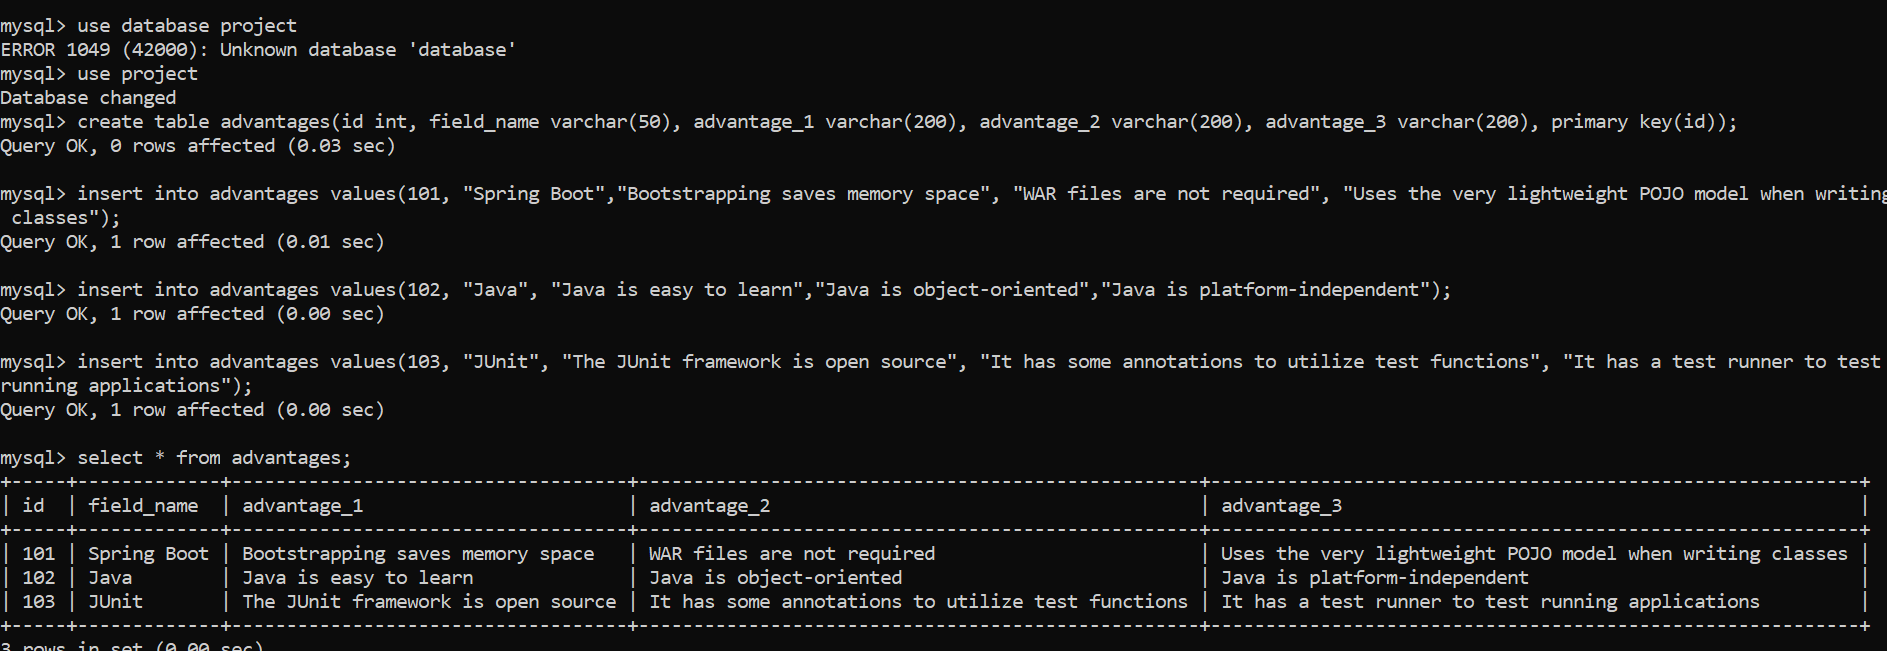 mysql> use database project
ERROR 1049 (42000): Unknown database 'database'
mysql> use project
Database changed
mysql> create table advantages(id int, field_name varchar(50), advantage_1 varchar(200), advantage_2 varchar(200), advantage_3 varchar(200), primary key(id));
Query OK, 0 rows affected (0.03 sec)
mysql> insert into advantages values(101, "Spring Boot","Bootstrapping saves memory space", "WAR files are not required", "Uses the very lightweight POJO model when writing
classes");
Query OK, 1 row affected (0.01 sec)
mysql> insert into advantages values(102, "Java", "Java is easy to learn","Java is object-oriented","Java is platform-independent");
Query OK, 1 row affected (0.00 sec)
mysql> insert into advantages values(103, "JUnit", "The JUnit framework is open source", "It has some annotations to utilize test functions", "It has a test runner to test
running applications");
Query OK, 1 row affected (0.00 sec)
mysql> select * from advantages;
+-----+-------------+------------------------------------+---------------------------------------------------+----------------------------------------------------------+
| id  | field_name  | advantage_1                        | advantage_2                                       | advantage_3                                              |
+-----+-------------+------------------------------------+---------------------------------------------------+----------------------------------------------------------+
| 101 | Spring Boot | Bootstrapping saves memory space   | WAR files are not required                        | Uses the very lightweight POJO model when writing classes |
| 102 | Java        | Java is easy to learn              | Java is object-oriented                           | Java is platform-independent                             |
| 103 | JUnit       | The JUnit framework is open source | It has some annotations to utilize test functions | It has a test runner to test running applications        |
+-----+-------------+------------------------------------+---------------------------------------------------+----------------------------------------------------------+
3 rows in set (0.00 sec)